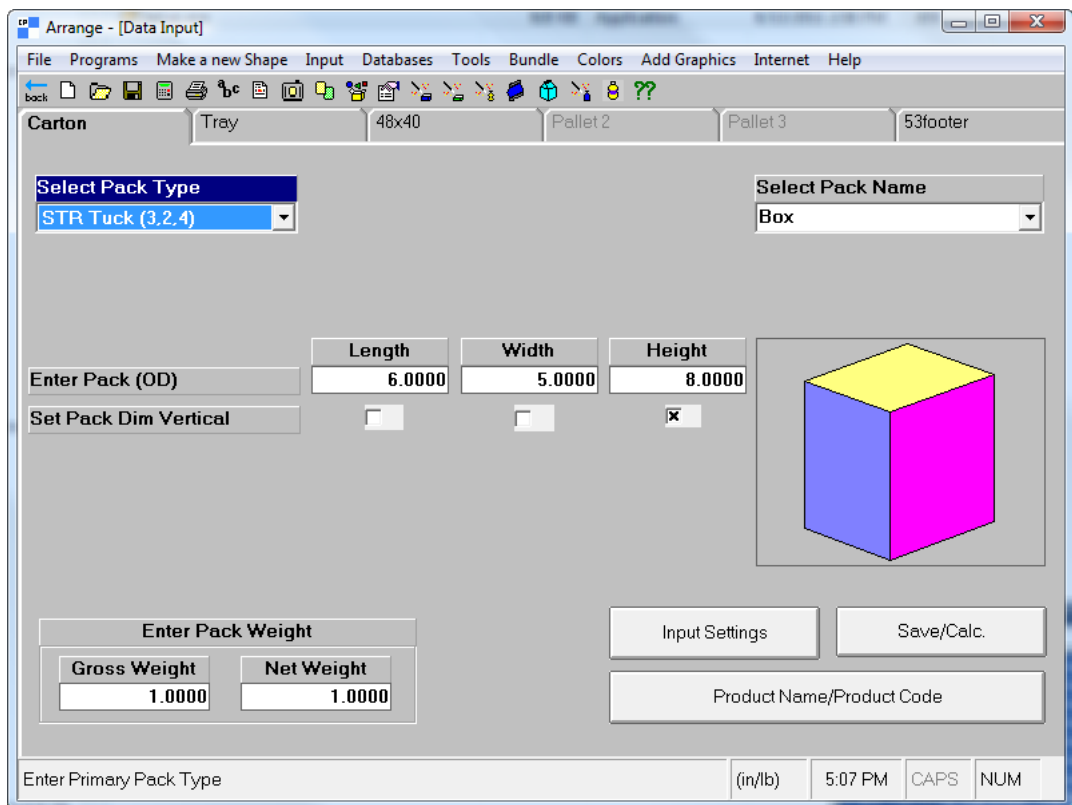 CP
Arrange - [Data Input]
File Programs Make a new Shape Input Databases Tools Bundle Colors Add Graphics Internet Help
back abc ??
Carton Tray 48x40 Pallet 2 Pallet 3 53footer
Select Pack Type Select Pack Name
STR Tuck (3,2,4) Box
Length Width Height
Enter Pack (OD) 6.0000 5.0000 8.0000
Set Pack Dim Vertical
Enter Pack Weight
Input Settings Save/Calc.
Gross Weight Net Weight
1.0000 1.0000
Product Name/Product Code
Enter Primary Pack Type (in/lb) 5:07 PM CAPS NUM